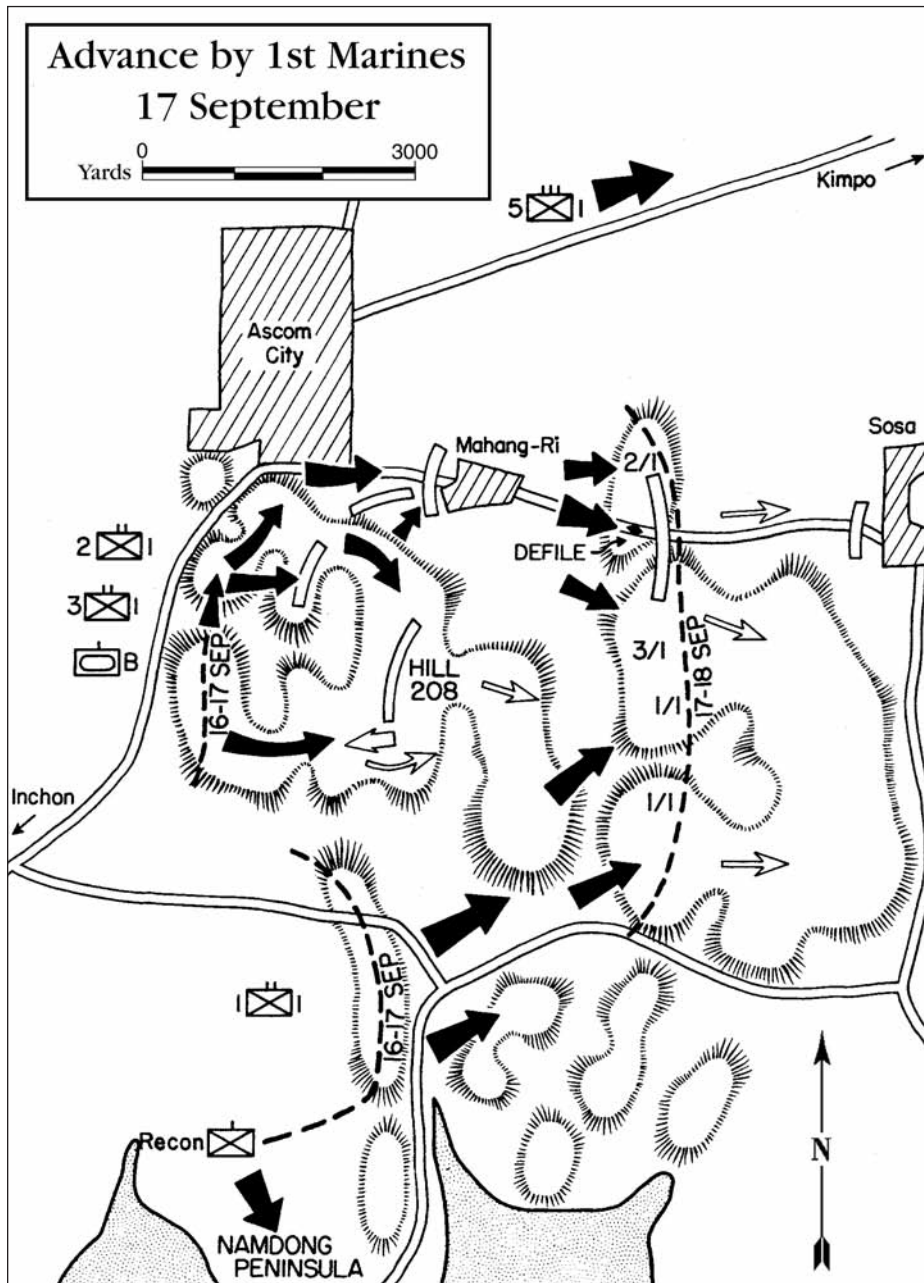 Advance by 1st Marines
17 September
0 3000
Yards
Kimpo
5 1
Ascom
City
Mahang-Ri
Sosa
2/1
2 1
DEFILE
3 1
B
16-17 SEP
HILL
208
3/1
17-18 SEP
1/1
Inchon
1/1
16-17 SEP
1 1
Recon
N
NAMDONG
PENINSULA